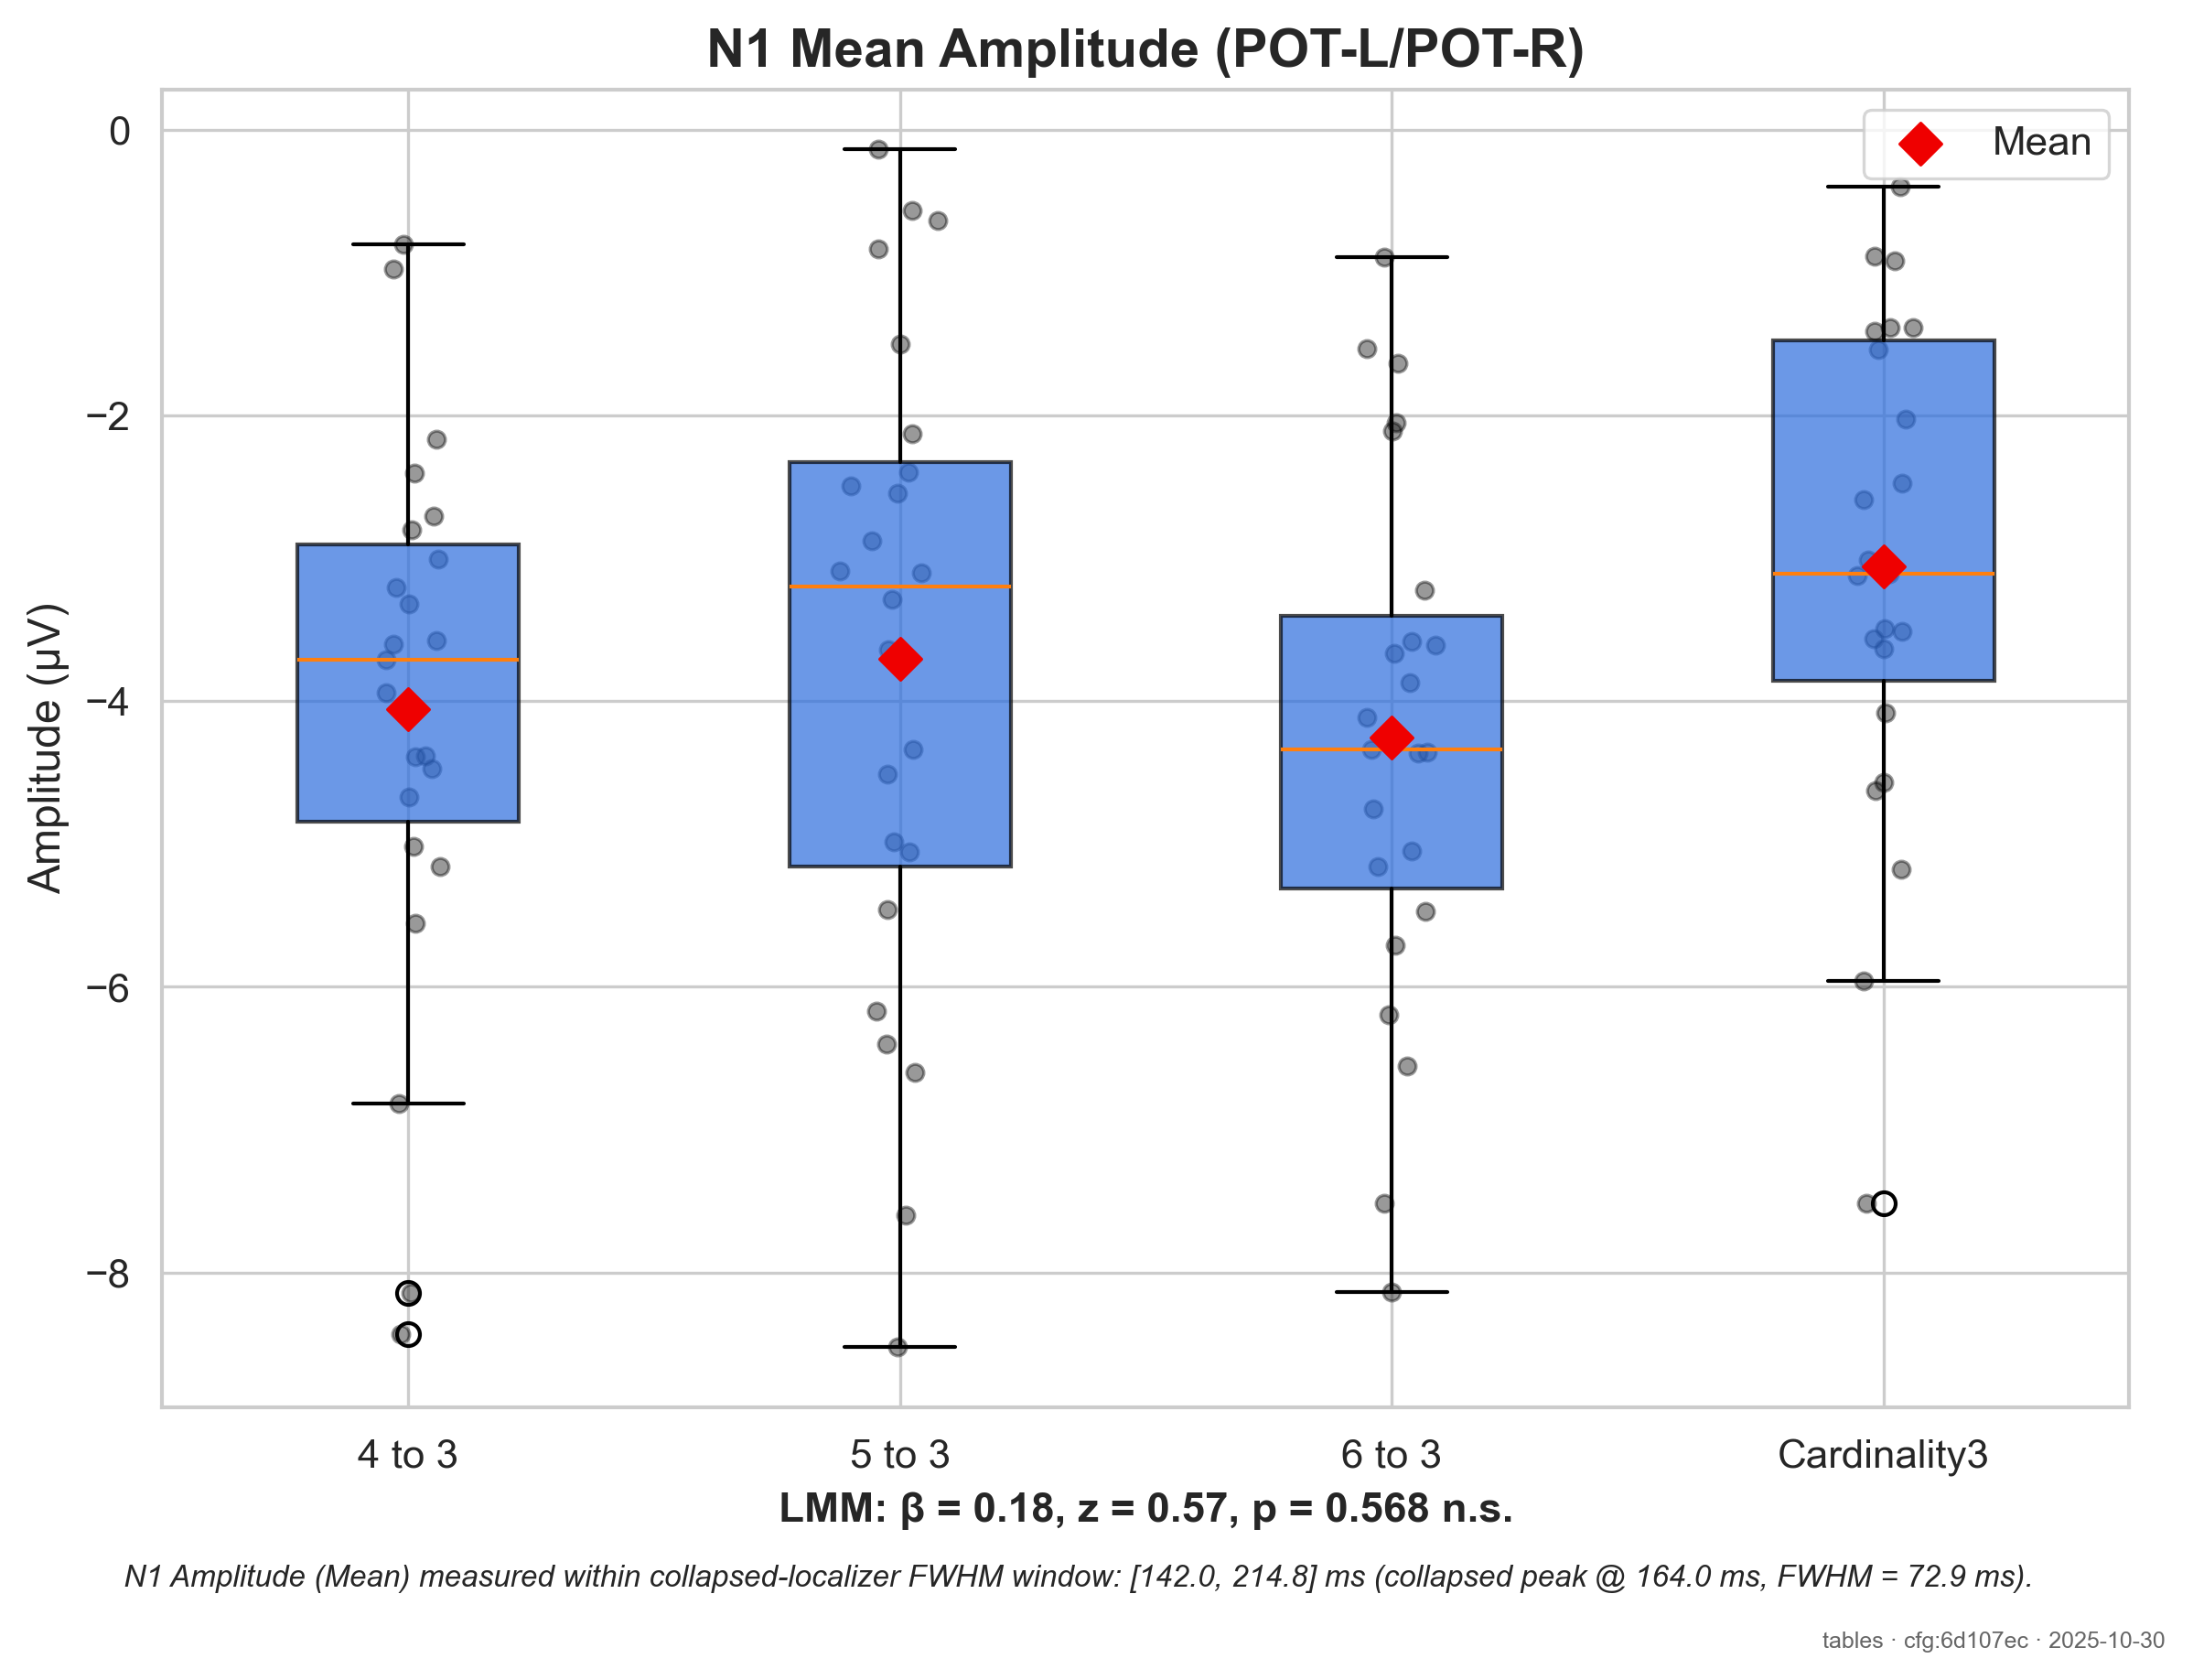 N1 Mean Amplitude (POT-L/POT-R)
Mean
0
−2
−4
−6
−8
Amplitude (µV)
4 to 3
5 to 3
6 to 3
Cardinality3
LMM: β = 0.18, z = 0.57, p = 0.568 n.s.
N1 Amplitude (Mean) measured within collapsed-localizer FWHM window: [142.0, 214.8] ms (collapsed peak @ 164.0 ms, FWHM = 72.9 ms).
tables · cfg:6d107ec · 2025-10-30